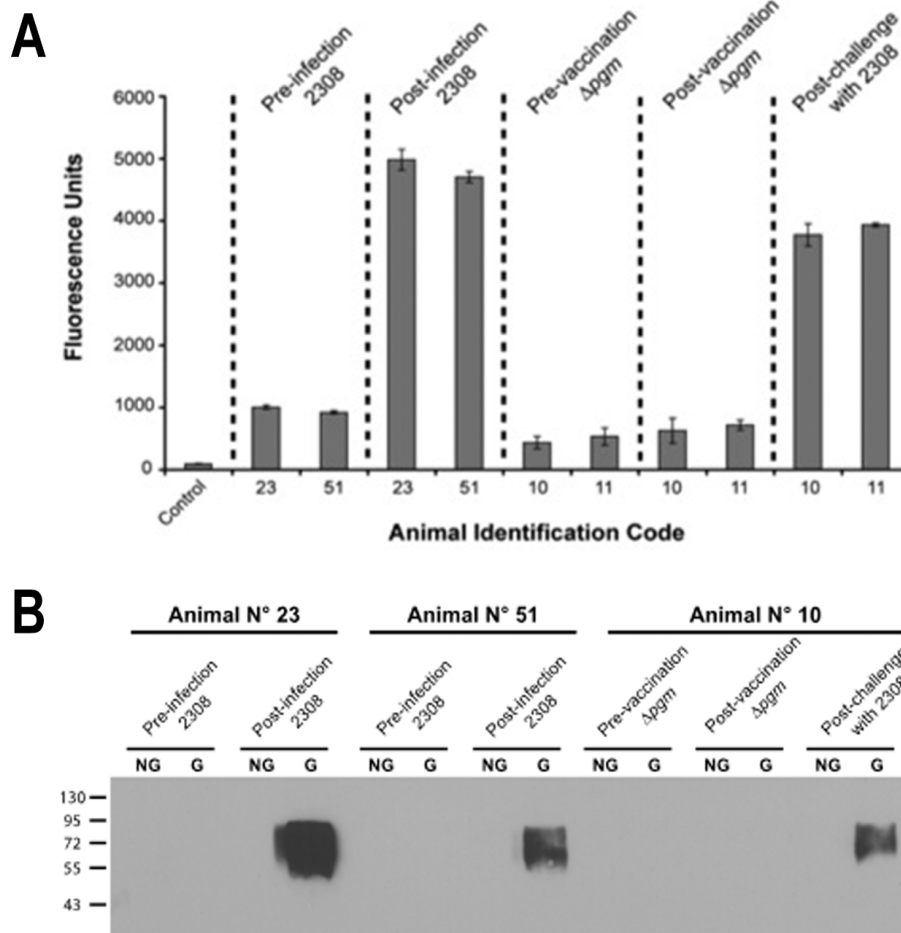 A
Pre-infection
2308
Post-infection
2308
Pre-vaccination
Δpgm
Post-vaccination
Δpgm
Post-challenge
with 2308
Fluorescence Units
6000
5000
4000
3000
2000
1000
0
Control
23
51
23
51
10
11
10
11
10
11
Animal Identification Code
B
Animal N° 23
Animal N° 51
Animal N° 10
Pre-infection
2308
Post-infection
2308
Pre-infection
2308
Post-infection
2308
Pre-vaccination
Δpgm
Post-vaccination
Δpgm
Post-challenge
with 2308
NG G NG G NG G NG G NG G NG G NG G
130
95
72
55
43